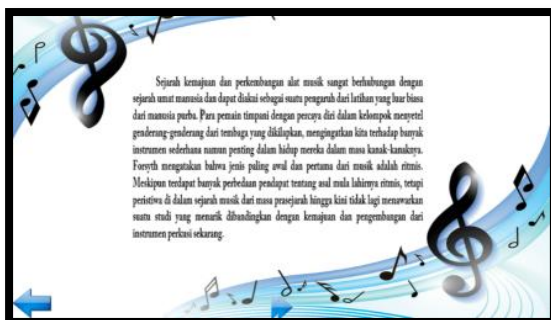 Sejarah kemajuan dan perkembangan alat musik sangat berhubungan dengan
sejarah umat manusia dan dapat diakui sebagai suatu pengaruh dari latihan yang luar biasa
dari manusia purba. Para pemain timpani dengan percaya diri dalam kelompok menyetel
genderang-genderang dari tembaga yang dikilapkan, mengingatkan kita terhadap banyak
instrumen sederhana namun penting dalam hidup mereka dalam masa kanak-kanaknya.
Forsyth mengatakan bahwa jenis paling awal dan pertama dari musik adalah ritmis.
Meskipun terdapat banyak perbedaan pendapat tentang asal mula lahirnya ritmis, tetapi
peristiwa di dalam sejarah musik dari masa prasejarah hingga kini tidak lagi menawarkan
suatu studi yang menarik dibandingkan dengan kemajuan dan pengembangan dari
instrumen perkusi sekarang.